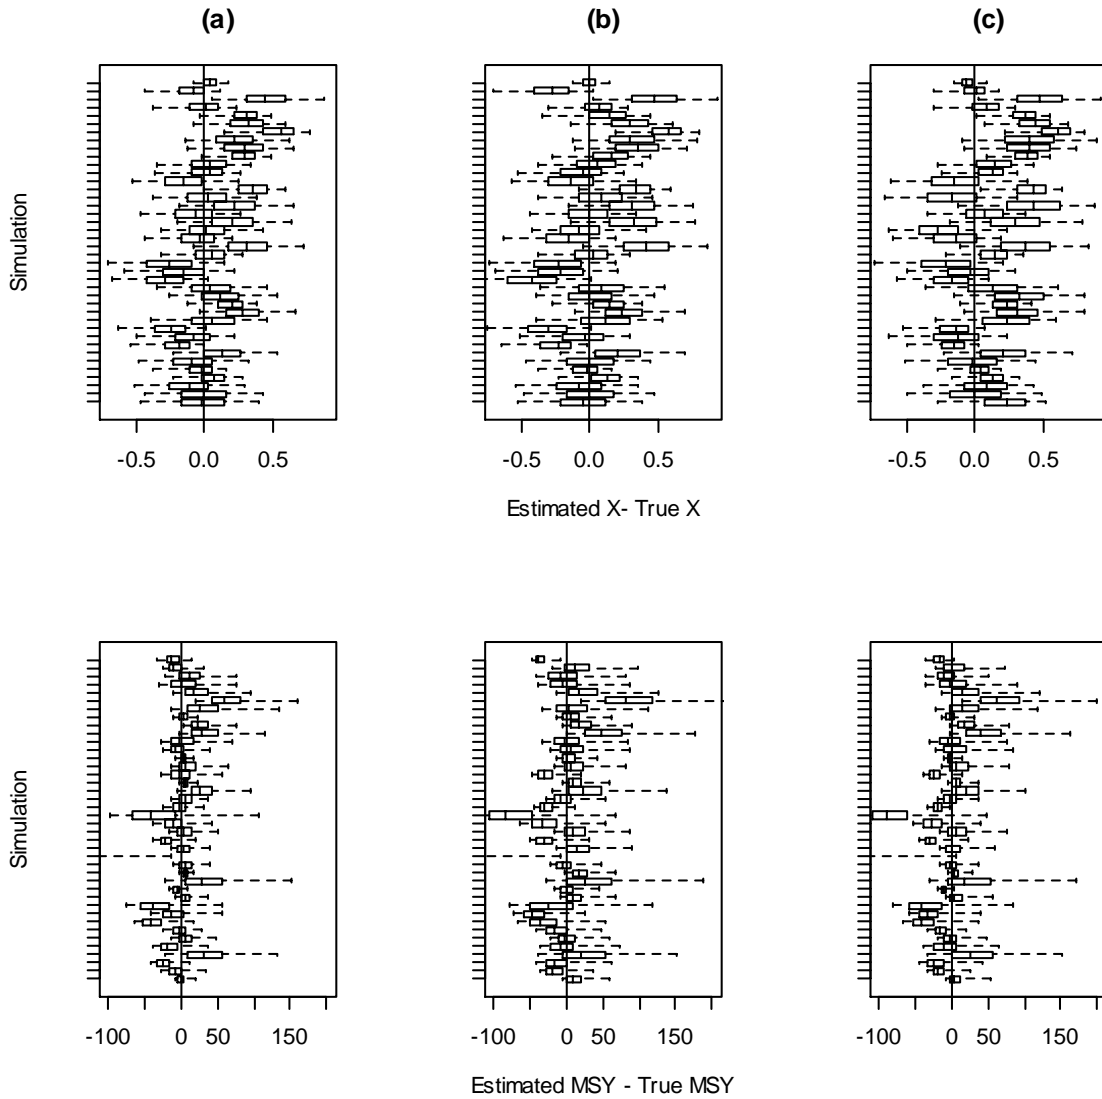 (a) (b) (c)
Simulation
-0.5 0.0 0.5 -0.5 0.0 0.5 -0.5 0.0 0.5
Estimated X- True X
Simulation
-100 0 50 150 -100 0 50 150 -100 0 50 150
Estimated MSY - True MSY